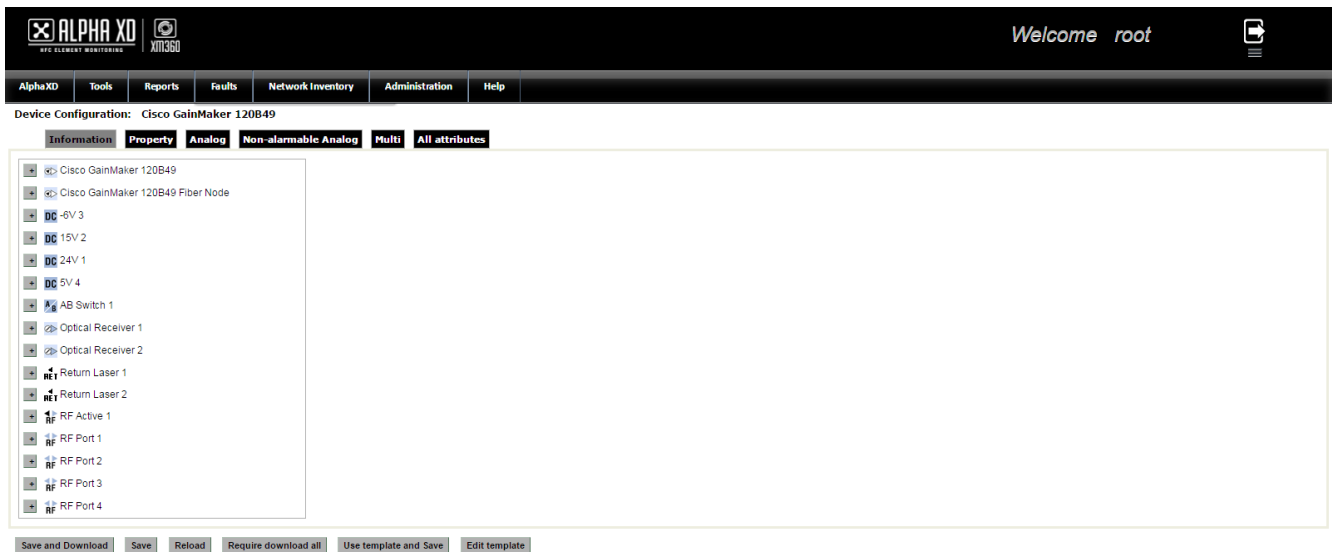 ALPHA XD XM360
HFC ELEMENT MONITORING
Welcome root
AlphaXD Tools Reports Faults Network Inventory Administration Help
Device Configuration: Cisco GainMaker 120B49
Information Property Analog Non-alarmable Analog Multi All attributes
+ Cisco GainMaker 120B49
+ Cisco GainMaker 120B49 Fiber Node
+ DC -6V 3
+ DC 15V 2
+ DC 24V 1
+ DC 5V 4
+ A/B AB Switch 1
+ Optical Receiver 1
+ Optical Receiver 2
+ RET Return Laser 1
+ RET Return Laser 2
+ RF RF Active 1
+ RF RF Port 1
+ RF RF Port 2
+ RF RF Port 3
+ RF RF Port 4
Save and Download Save Reload Require download all Use template and Save Edit template